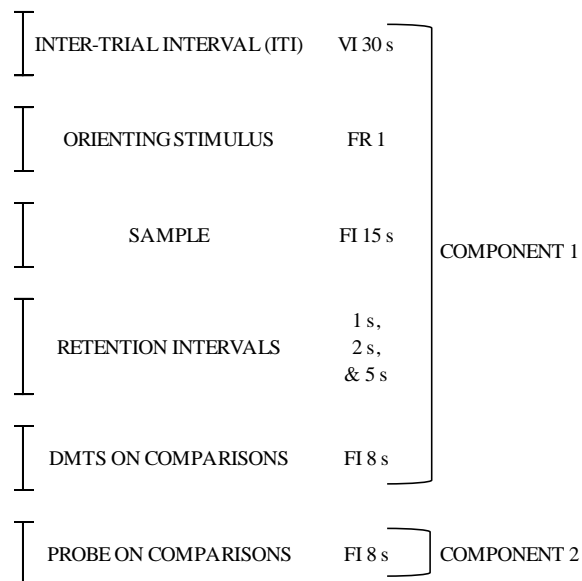 INTER-TRIAL INTERVAL (ITI) VI 30 s
ORIENTING STIMULUS FR 1
SAMPLE FI 15 s
COMPONENT 1
RETENTION INTERVALS 1 s,
2 s,
& 5 s
DMTS ON COMPARISONS FI 8 s
PROBE ON COMPARISONS FI 8 s COMPONENT 2